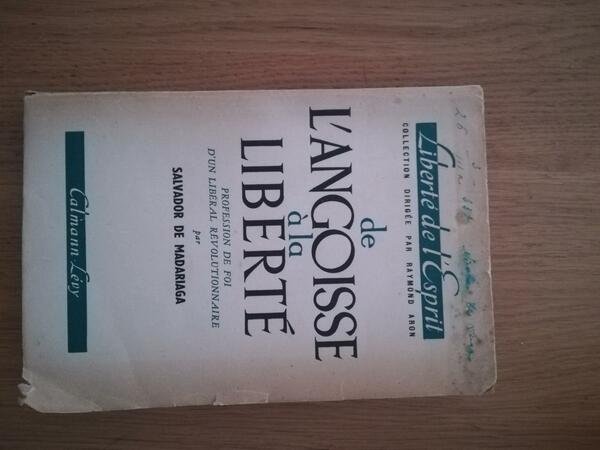 26
Liberté de l'Esprit
COLLECTION DIRIGÉE PAR RAYMOND ARON
de
L'ANGOISSE
à la
LIBERTÉ
PROFESSION DE FOI
D'UN LIBÉRAL RÉVOLUTIONNAIRE
par
SALVADOR DE MADARIAGA
Calmann-Lévy